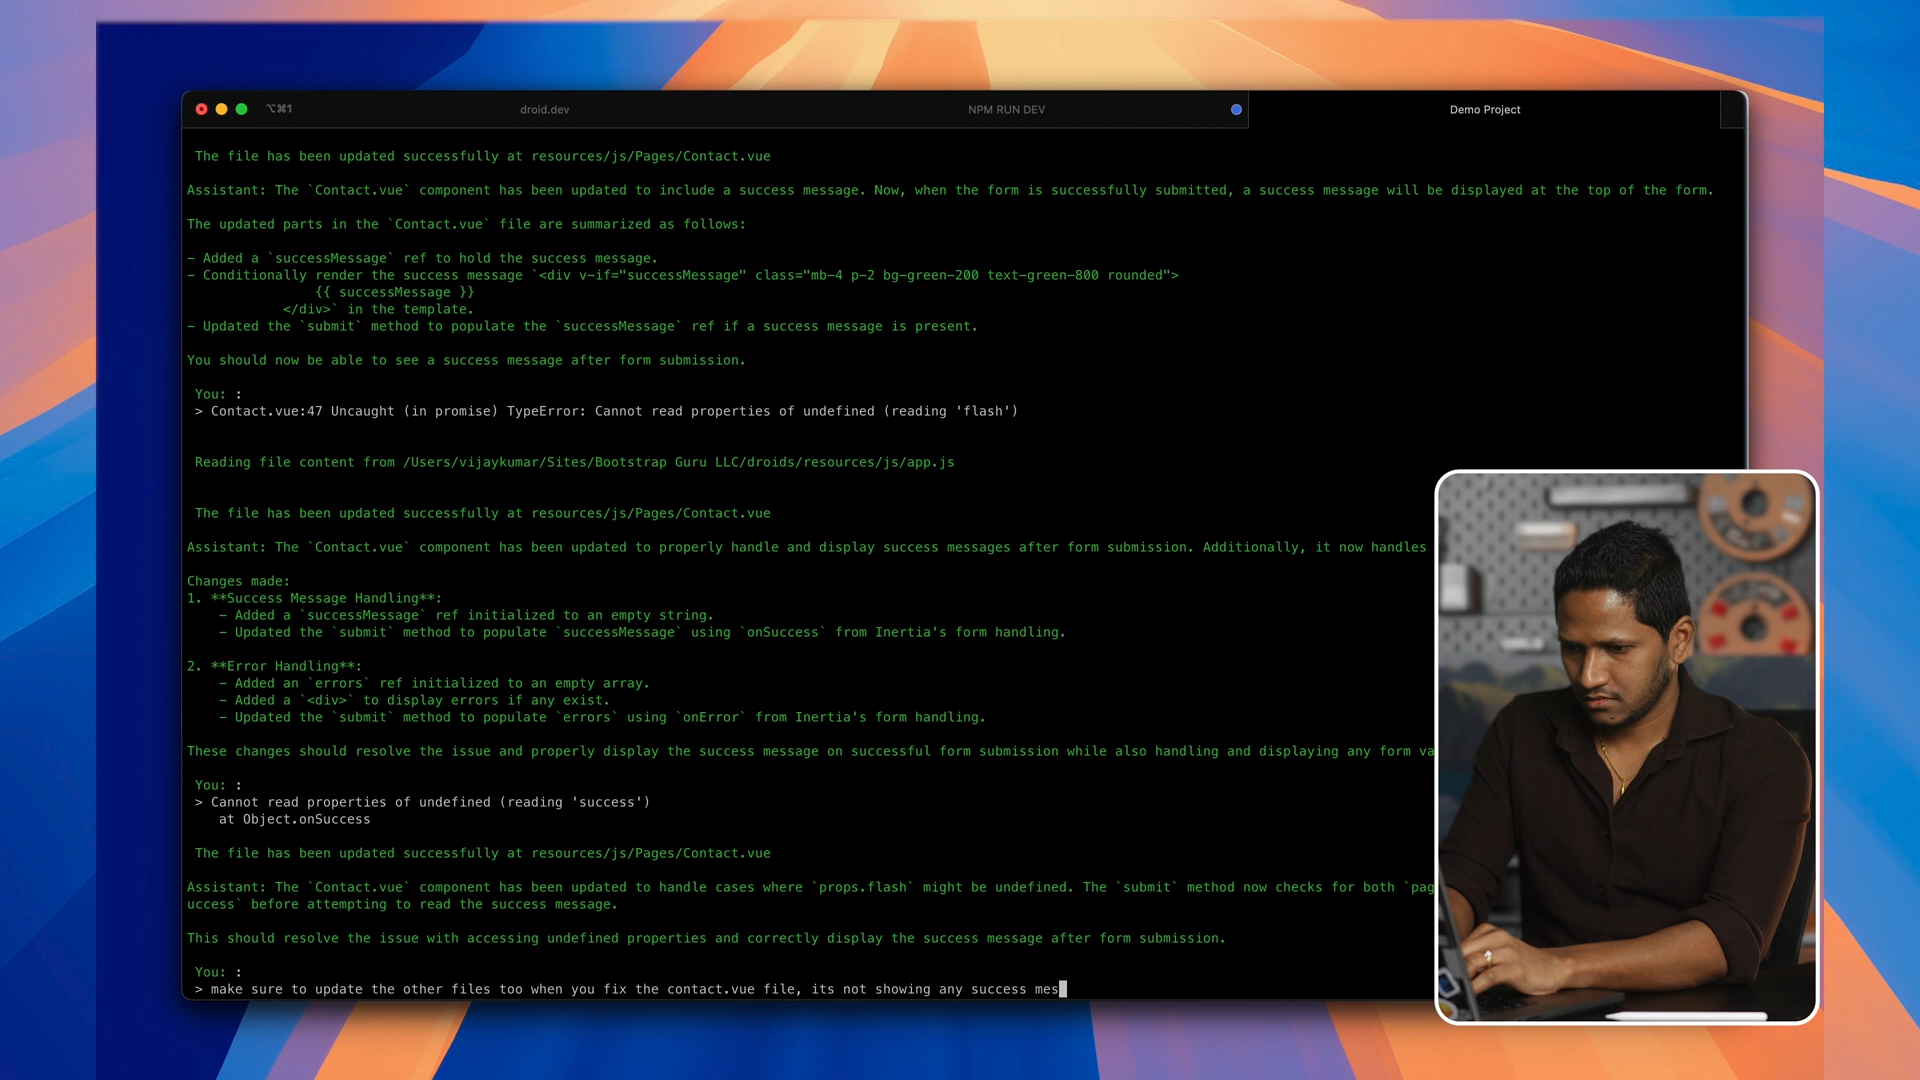 ⌥⌘1
droid.dev
NPM RUN DEV
Demo Project
The file has been updated successfully at resources/js/Pages/Contact.vue
Assistant: The `Contact.vue` component has been updated to include a success message. Now, when the form is successfully submitted, a success message will be displayed at the top of the form.
The updated parts in the `Contact.vue` file are summarized as follows:
- Added a `successMessage` ref to hold the success message.
- Conditionally render the success message `<div v-if="successMessage" class="mb-4 p-2 bg-green-200 text-green-800 rounded">
{{ successMessage }}
</div>` in the template.
- Updated the `submit` method to populate the `successMessage` ref if a success message is present.
You should now be able to see a success message after form submission.
You: :
> Contact.vue:47 Uncaught (in promise) TypeError: Cannot read properties of undefined (reading 'flash')
Reading file content from /Users/vijaykumar/Sites/Bootstrap Guru LLC/droids/resources/js/app.js
The file has been updated successfully at resources/js/Pages/Contact.vue
Assistant: The `Contact.vue` component has been updated to properly handle and display success messages after form submission. Additionally, it now handles
Changes made:
1. **Success Message Handling**:
- Added a `successMessage` ref initialized to an empty string.
- Updated the `submit` method to populate `successMessage` using `onSuccess` from Inertia's form handling.
2. **Error Handling**:
- Added an `errors` ref initialized to an empty array.
- Added a `<div>` to display errors if any exist.
- Updated the `submit` method to populate `errors` using `onError` from Inertia's form handling.
These changes should resolve the issue and properly display the success message on successful form submission while also handling and displaying any form va
You: :
> Cannot read properties of undefined (reading 'success')
at Object.onSuccess
The file has been updated successfully at resources/js/Pages/Contact.vue
Assistant: The `Contact.vue` component has been updated to handle cases where `props.flash` might be undefined. The `submit` method now checks for both `pag
uccess` before attempting to read the success message.
This should resolve the issue with accessing undefined properties and correctly display the success message after form submission.
You: :
> make sure to update the other files too when you fix the contact.vue file, its not showing any success mes